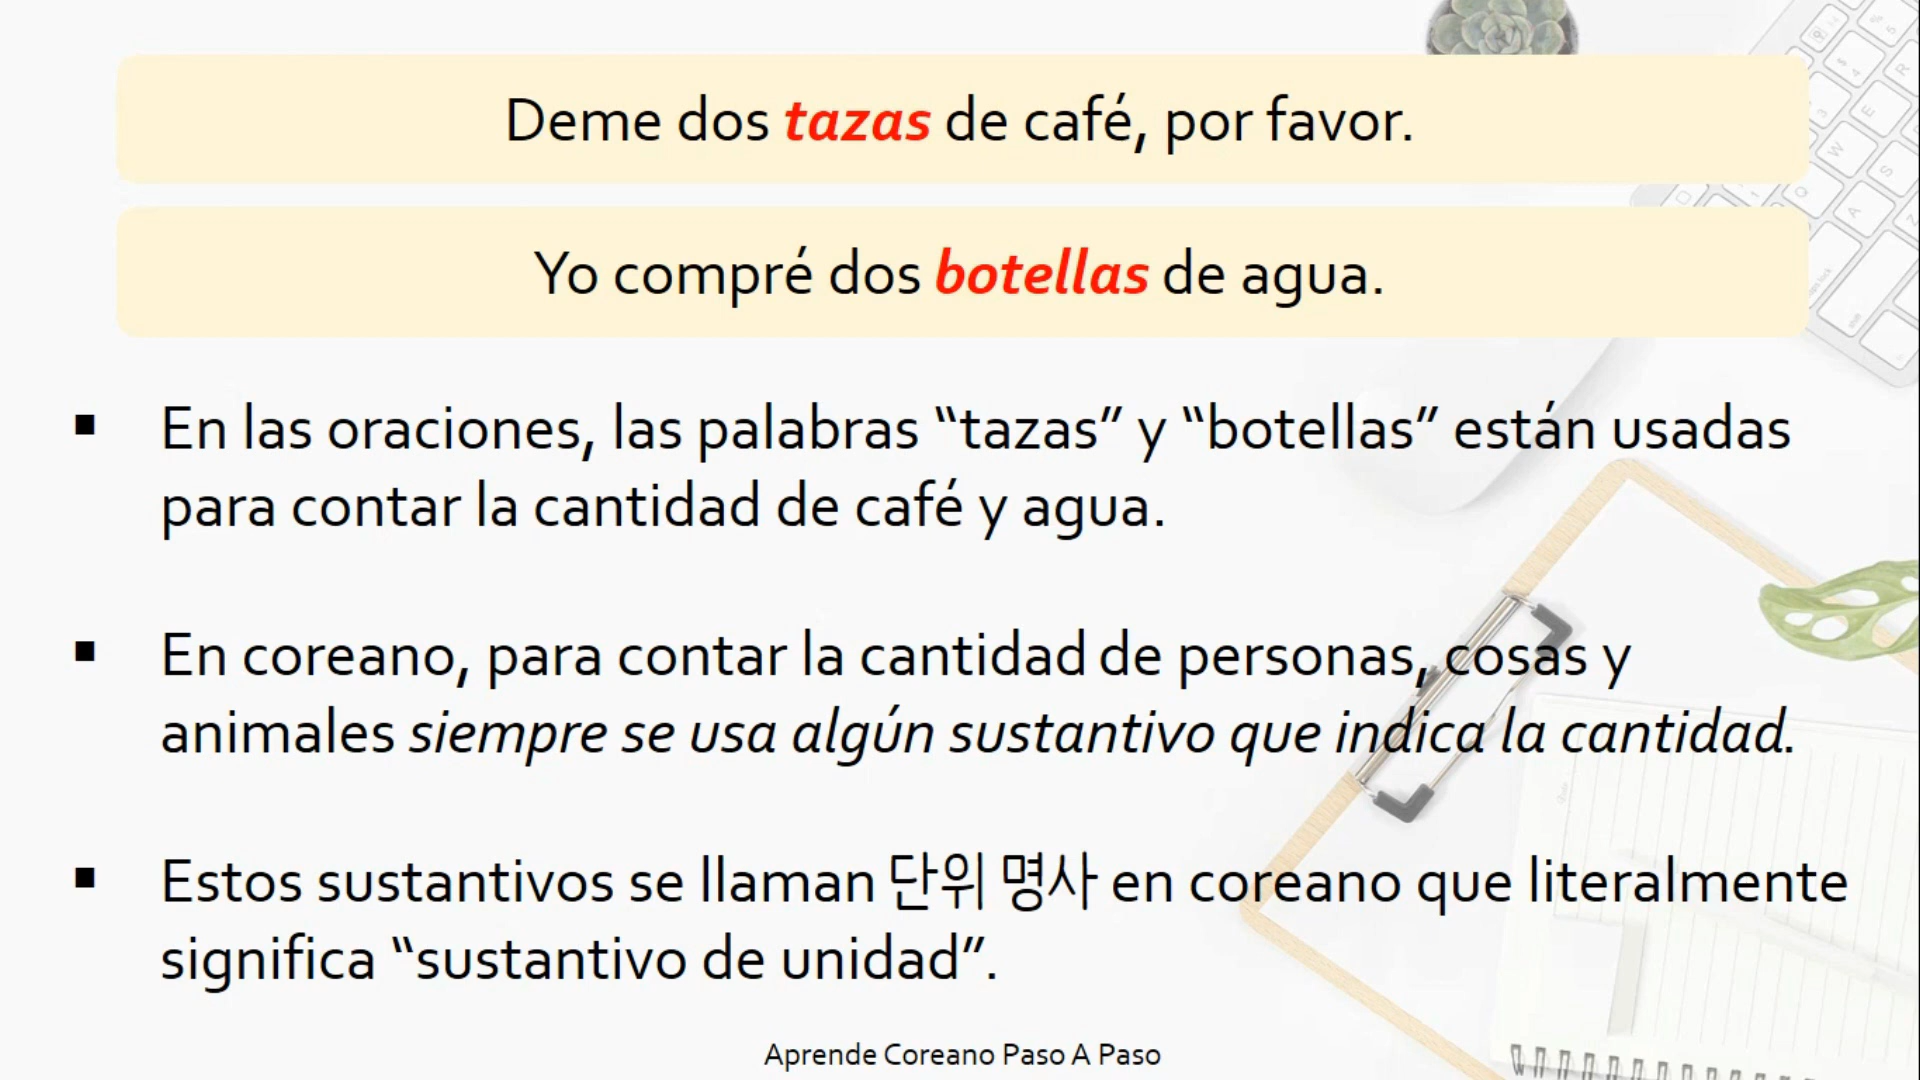 Deme dos tazas de café, por favor.
Yo compré dos botellas de agua.
▪ En las oraciones, las palabras “tazas” y “botellas” están usadas
para contar la cantidad de café y agua.
▪ En coreano, para contar la cantidad de personas, cosas y
animales siempre se usa algún sustantivo que indica la cantidad.
▪ Estos sustantivos se llaman 단위 명사 en coreano que literalmente
significa “sustantivo de unidad”.
Aprende Coreano Paso A Paso